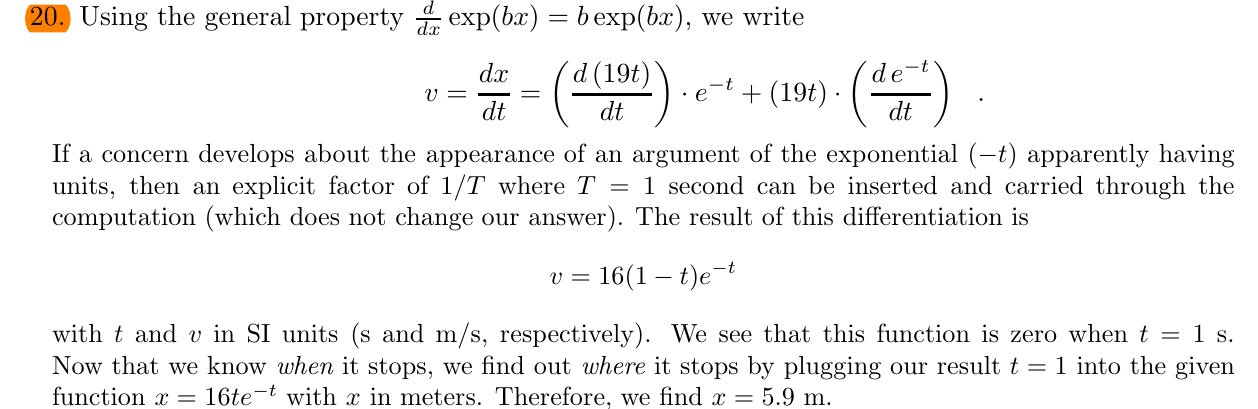 20. Using the general property d/dx exp(bx) = b exp(bx), we write
v = dx/dt = (d (19t)/dt) · e^−t + (19t) · (d e^−t/dt) .
If a concern develops about the appearance of an argument of the exponential (−t) apparently having
units, then an explicit factor of 1/T where T = 1 second can be inserted and carried through the
computation (which does not change our answer). The result of this differentiation is
v = 16(1 − t)e^−t
with t and v in SI units (s and m/s, respectively). We see that this function is zero when t = 1 s.
Now that we know when it stops, we find out where it stops by plugging our result t = 1 into the given
function x = 16te^−t with x in meters. Therefore, we find x = 5.9 m.